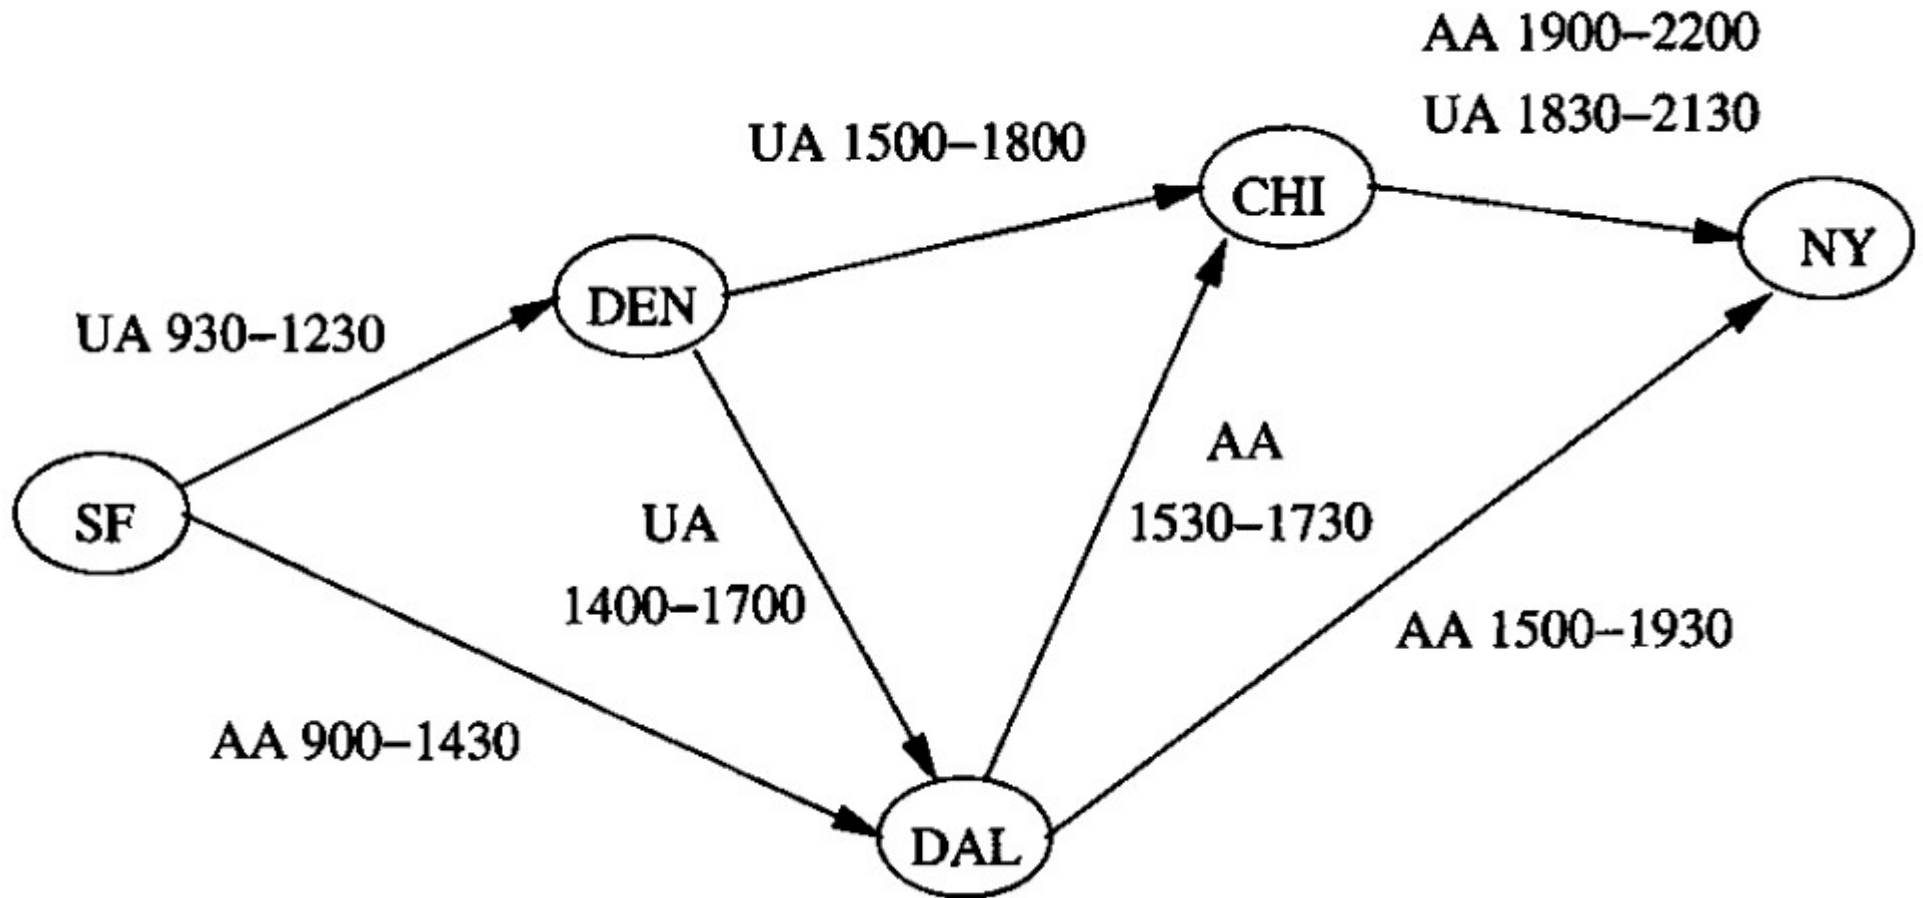 AA 1900–2200
UA 1830–2130
UA 1500–1800
CHI
NY
DEN
UA 930–1230
AA
1530–1730
SF
UA
1400–1700
AA 1500–1930
AA 900–1430
DAL